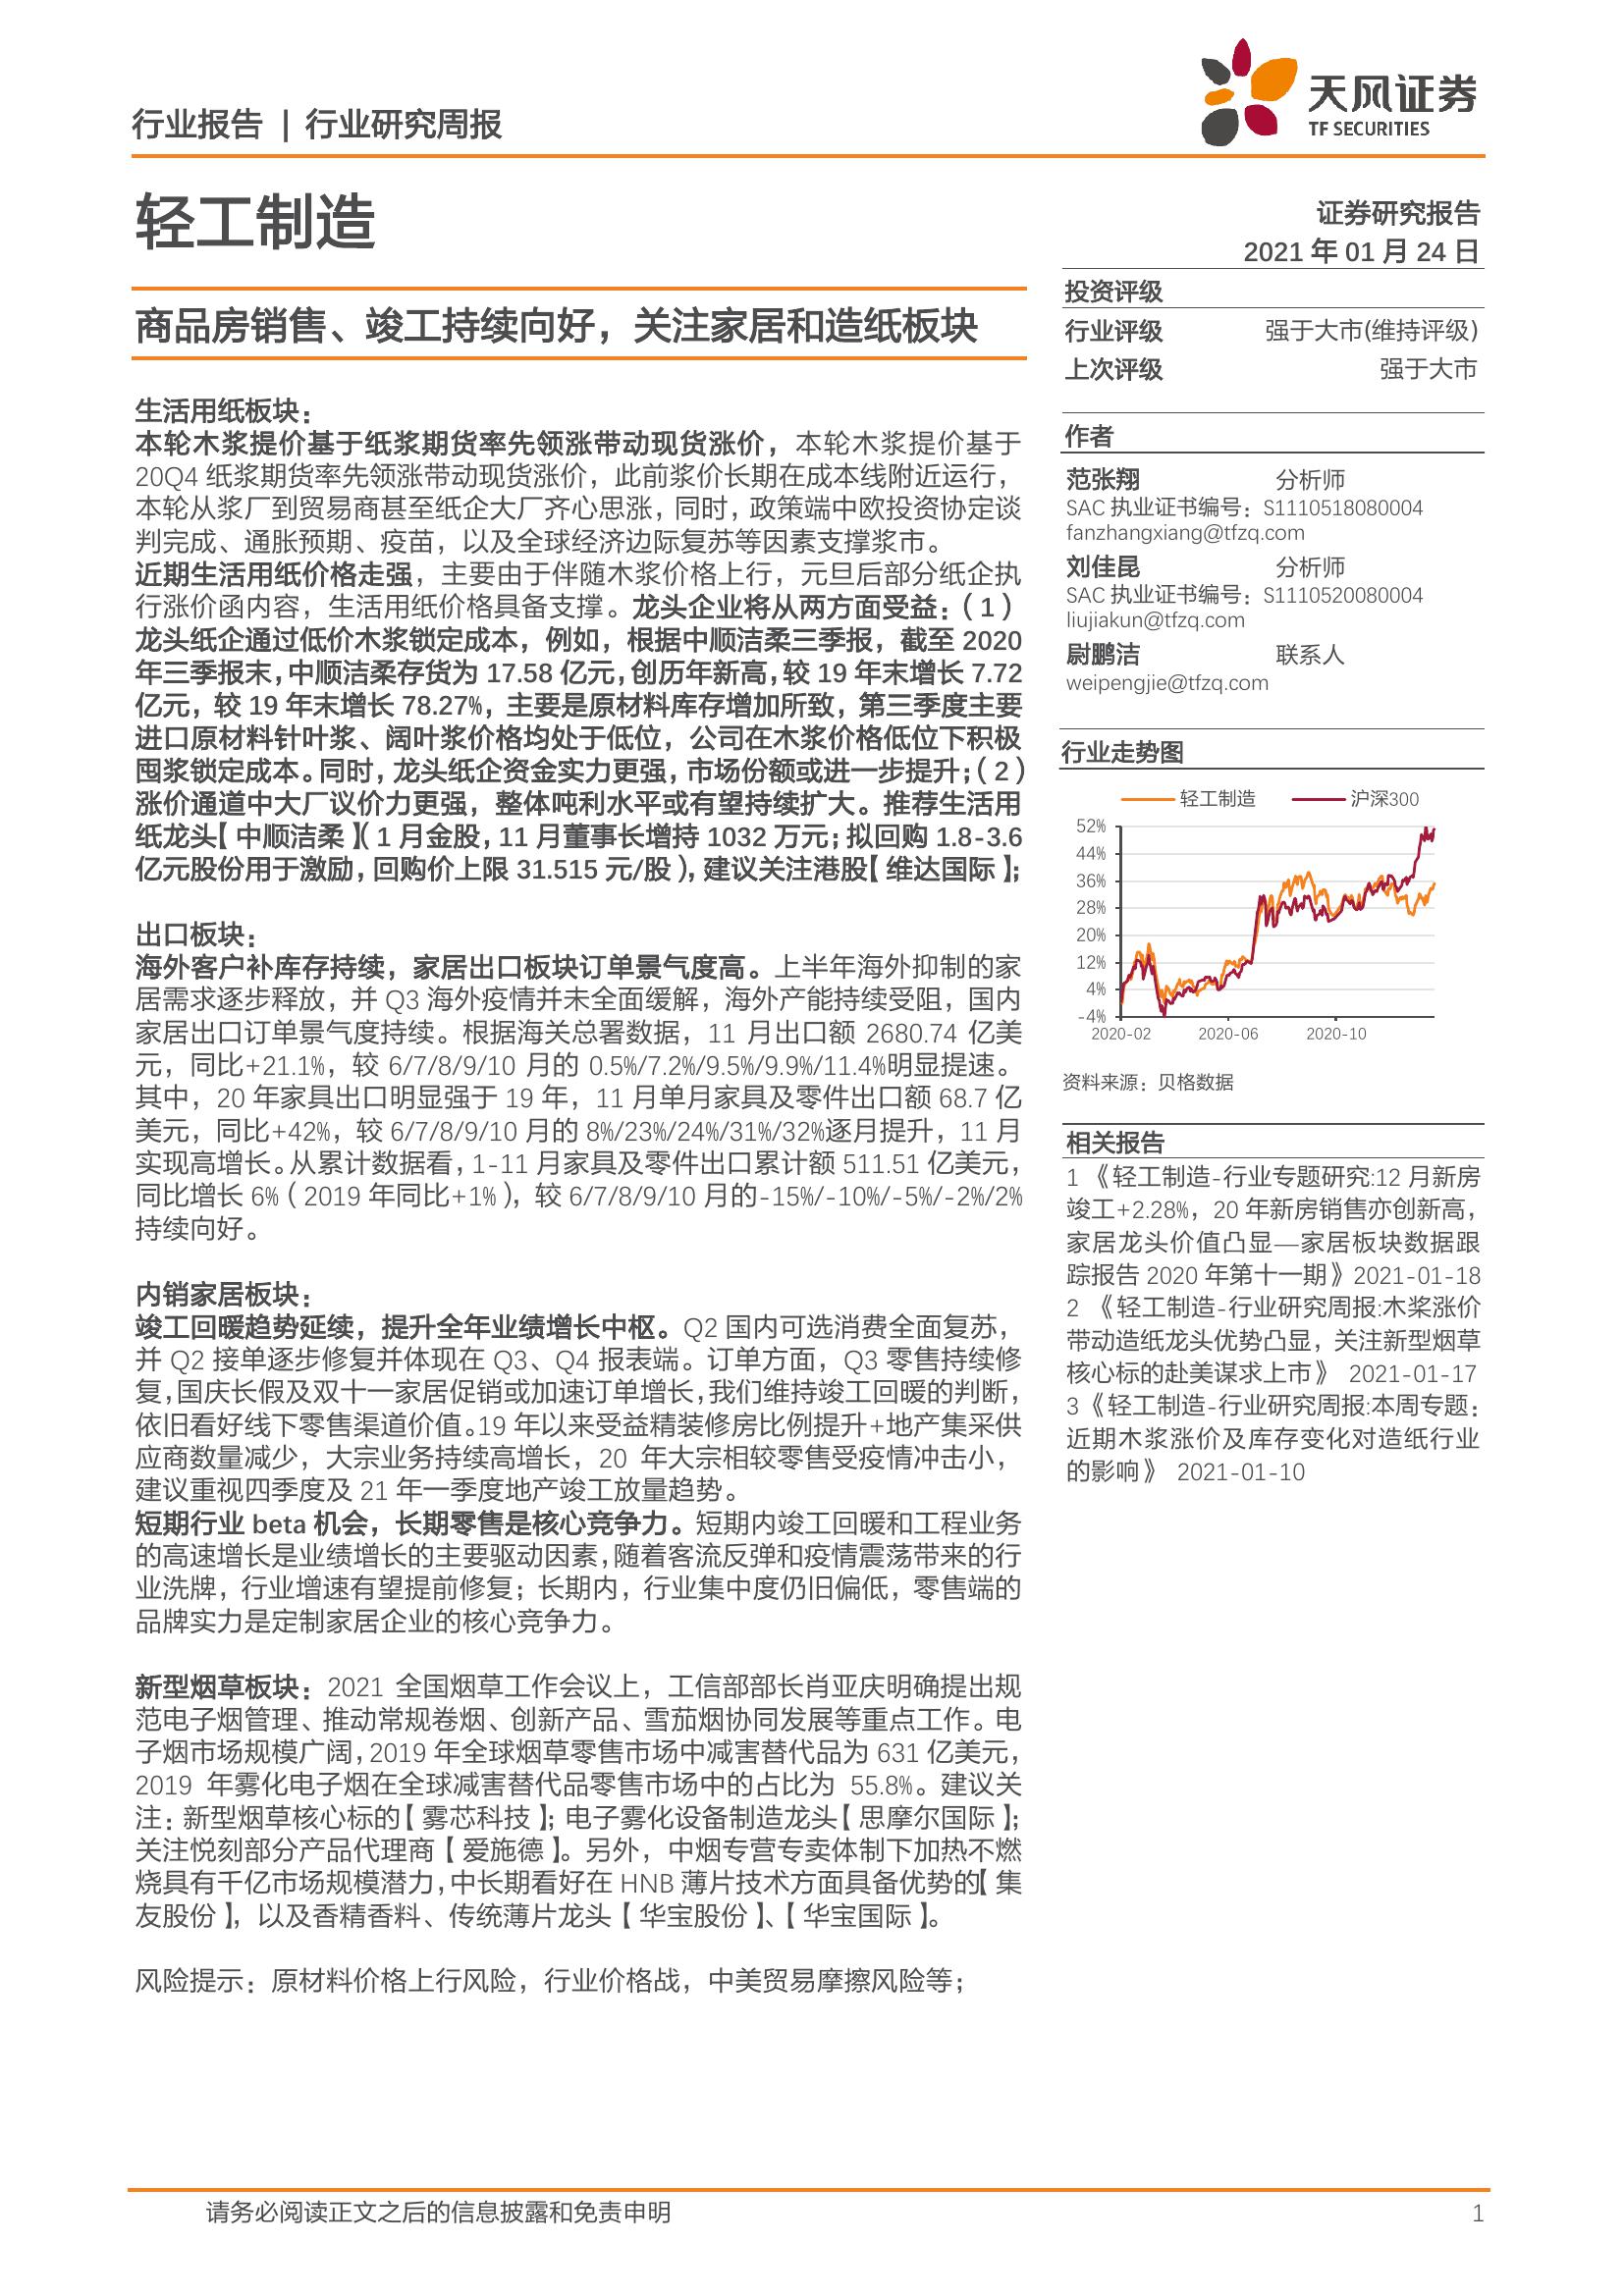 行业报告 | 行业研究周报
天风证券
TF SECURITIES
轻工制造
证券研究报告
2021 年 01 月 24 日
商品房销售、竣工持续向好，关注家居和造纸板块
生活用纸板块：
本轮木浆提价基于纸浆期货率先领涨带动现货涨价，本轮木浆提价基于
20Q4 纸浆期货率先领涨带动现货涨价，此前浆价长期在成本线附近运行，
本轮从浆厂到贸易商甚至纸企大厂齐心思涨，同时，政策端中欧投资协定谈
判完成、通胀预期、疫苗，以及全球经济边际复苏等因素支撑浆市。
近期生活用纸价格走强，主要由于伴随木浆价格上行，元旦后部分纸企执
行涨价函内容，生活用纸价格具备支撑。龙头企业将从两方面受益：（1）
龙头纸企通过低价木浆锁定成本，例如，根据中顺洁柔三季报，截至 2020
年三季报末，中顺洁柔存货为 17.58 亿元，创历年新高，较 19 年末增长 7.72
亿元，较 19 年末增长 78.27%，主要是原材料库存增加所致，第三季度主要
进口原材料针叶浆、阔叶浆价格均处于低位，公司在木浆价格低位下积极
囤浆锁定成本。同时，龙头纸企资金实力更强，市场份额或进一步提升；（2）
涨价通道中大厂议价力更强，整体吨利水平或有望持续扩大。推荐生活用
纸龙头【中顺洁柔】（1 月金股，11 月董事长增持 1032 万元；拟回购 1.8-3.6
亿元股份用于激励，回购价上限 31.515 元/股），建议关注港股【维达国际】；
出口板块：
海外客户补库存持续，家居出口板块订单景气度高。上半年海外抑制的家
居需求逐步释放，并 Q3 海外疫情并未全面缓解，海外产能持续受阻，国内
家居出口订单景气度持续。根据海关总署数据，11 月出口额 2680.74 亿美
元，同比+21.1%，较 6/7/8/9/10 月的 0.5%/7.2%/9.5%/9.9%/11.4%明显提速。
其中，20 年家具出口明显强于 19 年，11 月单月家具及零件出口额 68.7 亿
美元，同比+42%，较 6/7/8/9/10 月的 8%/23%/24%/31%/32%逐月提升，11 月
实现高增长。从累计数据看，1-11 月家具及零件出口累计额 511.51 亿美元，
同比增长 6%（2019 年同比+1%），较 6/7/8/9/10 月的-15%/-10%/-5%/-2%/2%
持续向好。
内销家居板块：
竣工回暖趋势延续，提升全年业绩增长中枢。Q2 国内可选消费全面复苏，
并 Q2 接单逐步修复并体现在 Q3、Q4 报表端。订单方面，Q3 零售持续修
复，国庆长假及双十一家居促销或加速订单增长，我们维持竣工回暖的判断，
依旧看好线下零售渠道价值。19 年以来受益精装修房比例提升+地产集采供
应商数量减少，大宗业务持续高增长，20 年大宗相较零售受疫情冲击小，
建议重视四季度及 21 年一季度地产竣工放量趋势。
短期行业 beta 机会，长期零售是核心竞争力。短期内竣工回暖和工程业务
的高速增长是业绩增长的主要驱动因素，随着客流反弹和疫情震荡带来的行
业洗牌，行业增速有望提前修复；长期内，行业集中度仍旧偏低，零售端的
品牌实力是定制家居企业的核心竞争力。
新型烟草板块：2021 全国烟草工作会议上，工信部部长肖亚庆明确提出规
范电子烟管理、推动常规卷烟、创新产品、雪茄烟协同发展等重点工作。电
子烟市场规模广阔，2019 年全球烟草零售市场中减害替代品为 631 亿美元，
2019 年雾化电子烟在全球减害替代品零售市场中的占比为 55.8%。建议关
注：新型烟草核心标的【雾芯科技】；电子雾化设备制造龙头【思摩尔国际】；
关注悦刻部分产品代理商【爱施德】。另外，中烟专营专卖体制下加热不燃
烧具有千亿市场规模潜力，中长期看好在 HNB 薄片技术方面具备优势的【集
友股份】，以及香精香料、传统薄片龙头【华宝股份】、【华宝国际】。
风险提示：原材料价格上行风险，行业价格战，中美贸易摩擦风险等；
投资评级
行业评级 强于大市(维持评级)
上次评级 强于大市
作者
范张翔 分析师
SAC 执业证书编号：S1110518080004
fanzhangxiang@tfzq.com
刘佳昆 分析师
SAC 执业证书编号：S1110520080004
liujiakun@tfzq.com
尉鹏洁 联系人
weipengjie@tfzq.com
行业走势图
轻工制造 沪深300
52%
44%
36%
28%
20%
12%
4%
-4%
2020-02 2020-06 2020-10
资料来源：贝格数据
相关报告
1 《轻工制造-行业专题研究:12 月新房
竣工+2.28%，20 年新房销售亦创新高，
家居龙头价值凸显—家居板块数据跟
踪报告 2020 年第十一期》2021-01-18
2 《轻工制造-行业研究周报:木桨涨价
带动造纸龙头优势凸显，关注新型烟草
核心标的赴美谋求上市》 2021-01-17
3《轻工制造-行业研究周报:本周专题：
近期木浆涨价及库存变化对造纸行业
的影响》 2021-01-10
请务必阅读正文之后的信息披露和免责申明 1